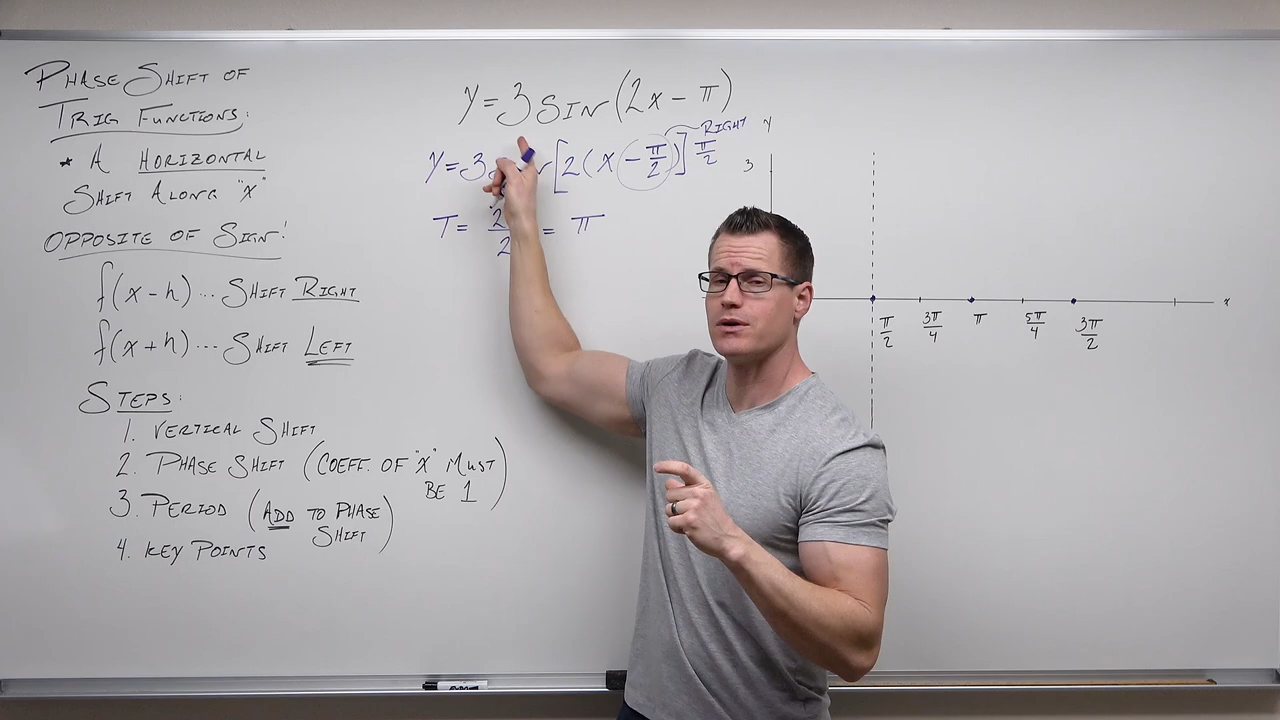 PHASE SHIFT OF
TRIG FUNCTIONS:
* A HORIZONTAL
SHIFT ALONG "X"
OPPOSITE OF SIGN!
f(x-h)... SHIFT RIGHT
f(x+h)... SHIFT LEFT
STEPS:
1. VERTICAL SHIFT
2. PHASE SHIFT (COEFF. OF "X" MUST
BE 1)
3. PERIOD (ADD TO PHASE
SHIFT)
4. KEY POINTS
y=3 SIN(2x-π)
y=3 [2(x-π/2)] RIGHT π/2
T= 2 /2 = π
y
3
x
π/2 3π/4 π 5π/4 3π/2